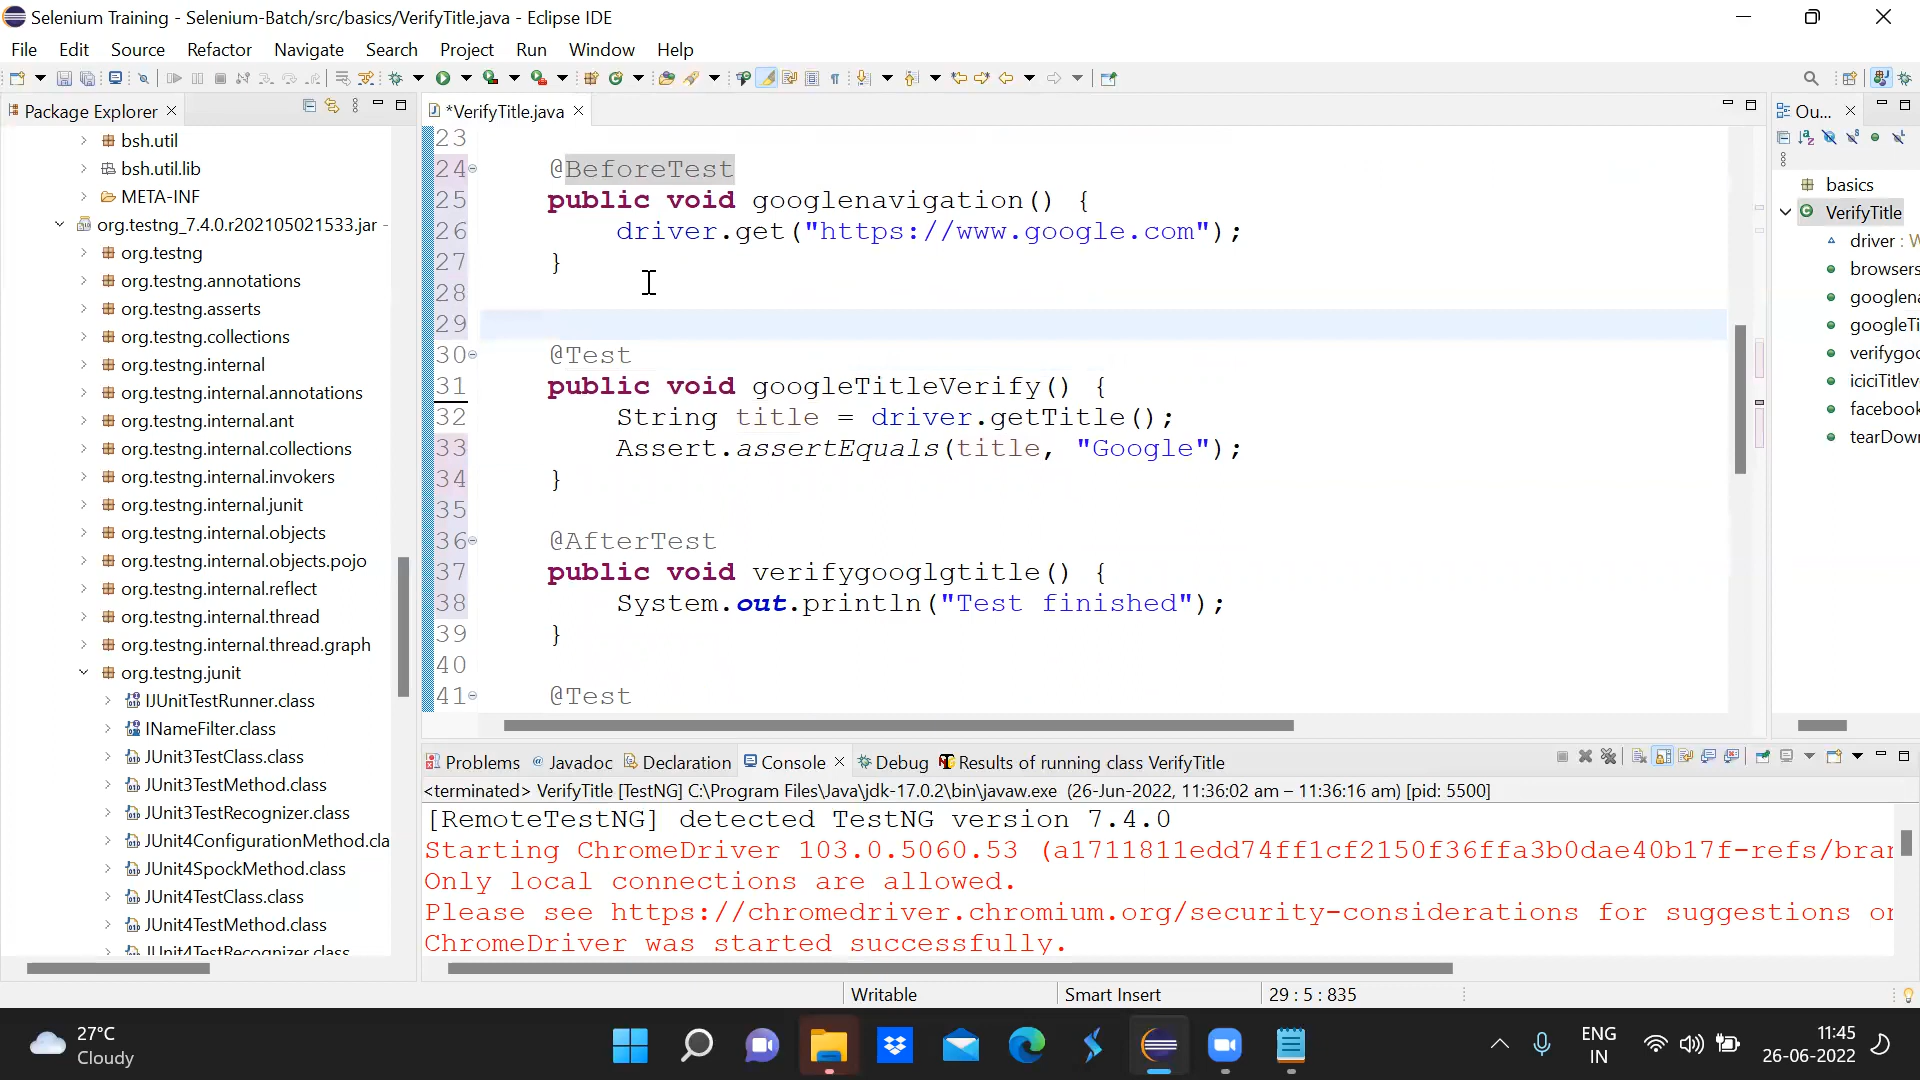 Selenium Training - Selenium-Batch/src/basics/VerifyTitle.java - Eclipse IDE
File Edit Source Refactor Navigate Search Project Run Window Help
Package Explorer
bsh.util
bsh.util.lib
META-INF
org.testng_7.4.0.r202105021533.jar -
org.testng
org.testng.annotations
org.testng.asserts
org.testng.collections
org.testng.internal
org.testng.internal.annotations
org.testng.internal.ant
org.testng.internal.collections
org.testng.internal.invokers
org.testng.internal.junit
org.testng.internal.objects
org.testng.internal.objects.pojo
org.testng.internal.reflect
org.testng.internal.thread
org.testng.internal.thread.graph
org.testng.junit
IJUnitTestRunner.class
INameFilter.class
JUnit3TestClass.class
JUnit3TestMethod.class
JUnit3TestRecognizer.class
JUnit4ConfigurationMethod.cla
JUnit4SpockMethod.class
JUnit4TestClass.class
JUnit4TestMethod.class
JUnit4TestRecognizer.class
*VerifyTitle.java
23
24 @BeforeTest
25 public void googlenavigation() {
26 driver.get("https://www.google.com");
27 }
28
29
30 @Test
31 public void googleTitleVerify() {
32 String title = driver.getTitle();
33 Assert.assertEquals(title, "Google");
34 }
35
36 @AfterTest
37 public void verifygooglgtitle() {
38 System.out.println("Test finished");
39 }
40
41 @Test
Ou...
basics
VerifyTitle
driver : W
browsers
googlena
googleTi
verifygoo
iciciTitlev
facebook
tearDown
Problems @ Javadoc Declaration Console Debug Results of running class VerifyTitle
<terminated> VerifyTitle [TestNG] C:\Program Files\Java\jdk-17.0.2\bin\javaw.exe (26-Jun-2022, 11:36:02 am – 11:36:16 am) [pid: 5500]
[RemoteTestNG] detected TestNG version 7.4.0
Starting ChromeDriver 103.0.5060.53 (a1711811edd74ff1cf2150f36ffa3b0dae40b17f-refs/bran
Only local connections are allowed.
Please see https://chromedriver.chromium.org/security-considerations for suggestions on
ChromeDriver was started successfully.
Writable Smart Insert 29 : 5 : 835
27°C
Cloudy
ENG
IN
11:45
26-06-2022